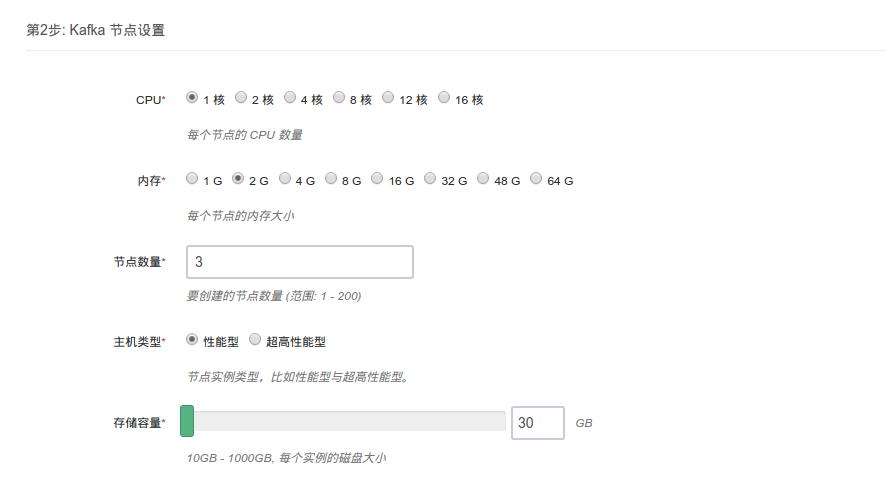 第2步: Kafka 节点设置
CPU* 1 核 2 核 4 核 8 核 12 核 16 核
每个节点的 CPU 数量
内存* 1 G 2 G 4 G 8 G 16 G 32 G 48 G 64 G
每个节点的内存大小
节点数量* 3
要创建的节点数量 (范围: 1 - 200)
主机类型* 性能型 超高性能型
节点实例类型，比如性能型与超高性能型。
存储容量* 30 GB
10GB - 1000GB, 每个实例的磁盘大小